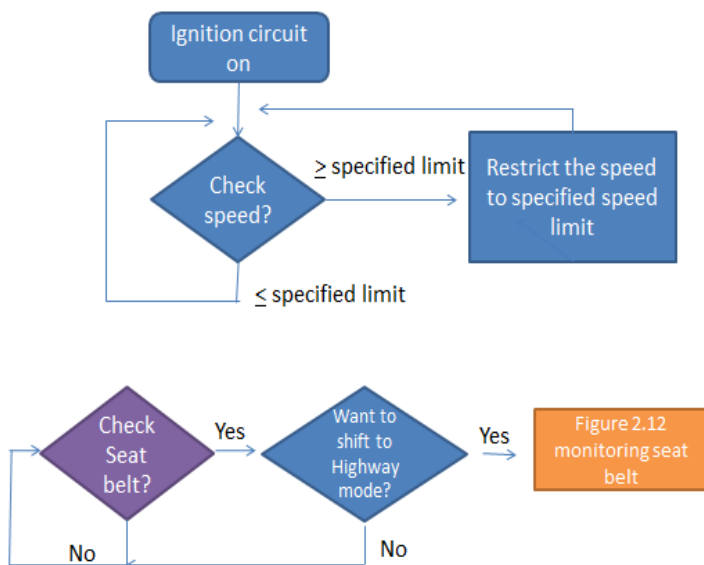 Ignition circuit
on
Check
speed?
≥ specified limit
Restrict the speed
to specified speed
limit
≤ specified limit
Check
Seat
belt?
Yes
Want to
shift to
Highway
mode?
Yes
Figure 2.12
monitoring seat
belt
No
No